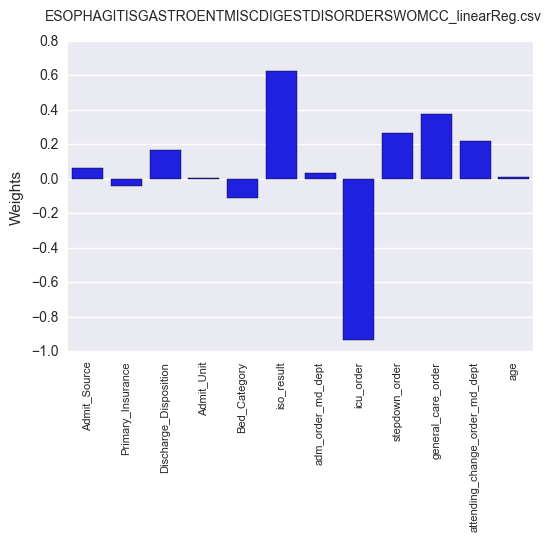 ESOPHAGITISGASTROENTMISCDIGESTDISORDERSWOMCC_linearReg.csv
0.8
0.6
0.4
0.2
0.0
−0.2
−0.4
−0.6
−0.8
−1.0
Weights
Admit_Source
Primary_Insurance
Discharge_Disposition
Admit_Unit
Bed_Category
iso_result
adm_order_md_dept
icu_order
stepdown_order
general_care_order
attending_change_order_md_dept
age